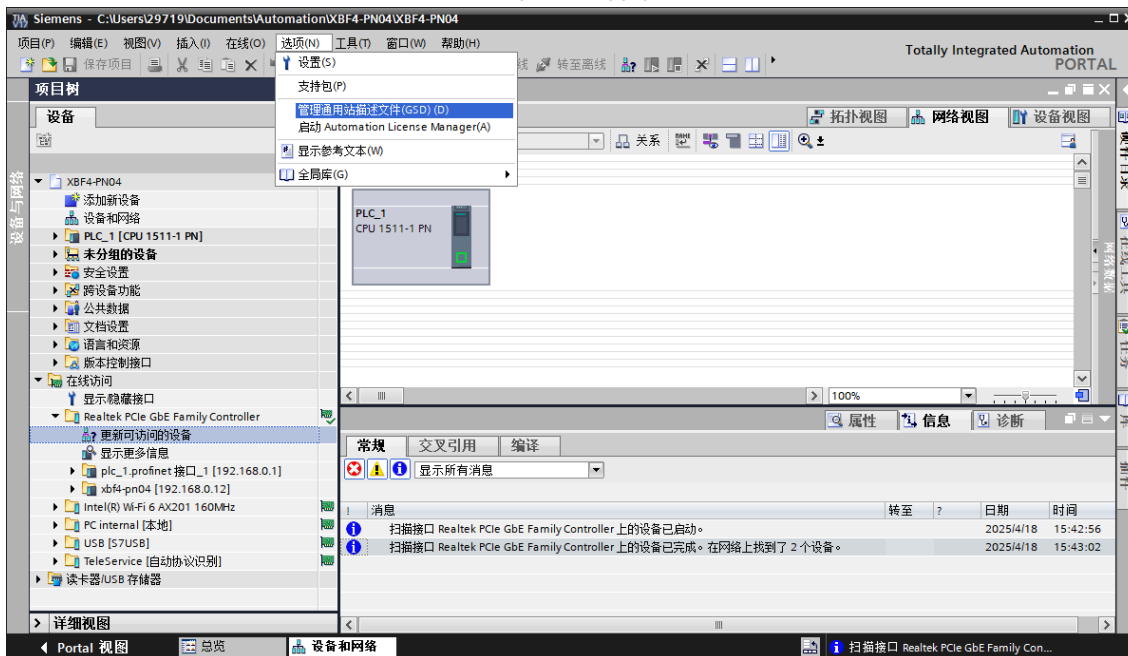 Siemens - C:\Users\29719\Documents\Automation\XBF4-PN04\XBF4-PN04
项目(P) 编辑(E) 视图(V) 插入(I) 在线(O) 选项(N) 工具(T) 窗口(W) 帮助(H)
Totally Integrated Automation
PORTAL
保存项目
转至离线
设置(S)
支持包(P)
管理通用站描述文件(GSD) (D)
启动 Automation License Manager(A)
显示参考文本(W)
全局库(G)
项目树
设备
设备与网络
XBF4-PN04
添加新设备
设备和网络
PLC_1 [CPU 1511-1 PN]
未分组的设备
安全设置
跨设备功能
公共数据
文档设置
语言和资源
版本控制接口
在线访问
显示/隐藏接口
Realtek PCIe GbE Family Controller
更新可访问的设备
显示更多信息
plc_1.profinet 接口_1 [192.168.0.1]
xbf4-pn04 [192.168.0.12]
Intel(R) Wi-Fi 6 AX201 160MHz
PC internal [本地]
USB [S7USB]
TeleService [自动协议识别]
读卡器/USB 存储器
详细视图
拓扑视图 网络视图 设备视图
关系
PLC_1
CPU 1511-1 PN
网络数据
100%
属性 信息 诊断
常规 交叉引用 编译
显示所有消息
! 消息 转至 ? 日期 时间
扫描接口 Realtek PCIe GbE Family Controller 上的设备已启动。 2025/4/18 15:42:56
扫描接口 Realtek PCIe GbE Family Controller 上的设备已完成。在网络上找到了 2 个设备。 2025/4/18 15:43:02
硬件目录
在线工具
任务
Portal 视图 总览 设备和网络 扫描接口 Realtek PCIe GbE Family Con...